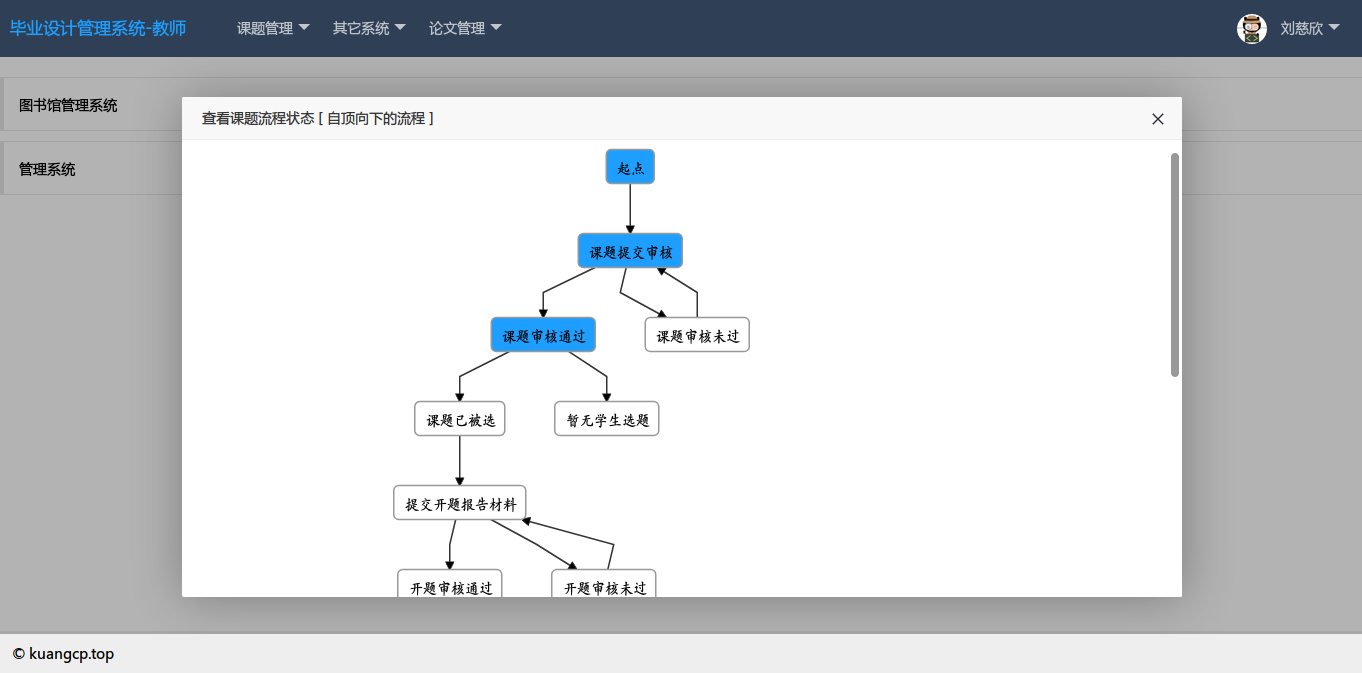 毕业设计管理系统-教师 课题管理 其它系统 论文管理 刘慈欣
图书馆管理系统
查看课题流程状态 [ 自顶向下的流程 ]
管理系统
起点
课题提交审核
课题审核通过 课题审核未过
课题已被选 暂无学生选题
提交开题报告材料
开题审核通过 开题审核未过
© kuangcp.top